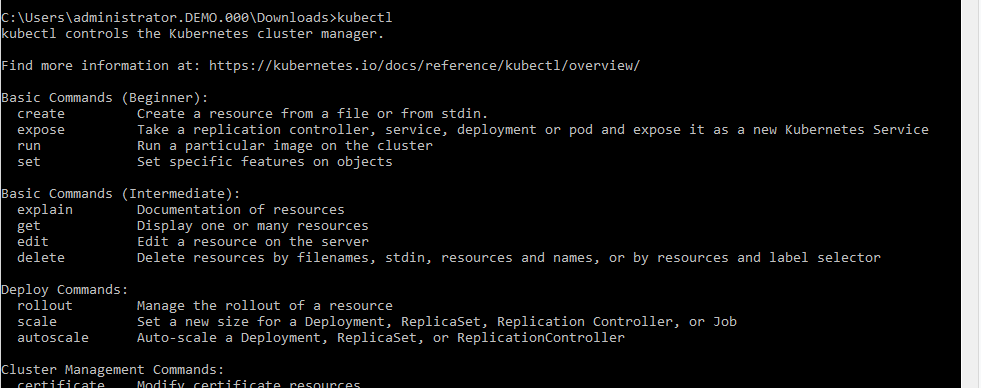 C:\Users\administrator.DEMO.000\Downloads>kubectl
kubectl controls the Kubernetes cluster manager.
Find more information at: https://kubernetes.io/docs/reference/kubectl/overview/
Basic Commands (Beginner):
create Create a resource from a file or from stdin.
expose Take a replication controller, service, deployment or pod and expose it as a new Kubernetes Service
run Run a particular image on the cluster
set Set specific features on objects
Basic Commands (Intermediate):
explain Documentation of resources
get Display one or many resources
edit Edit a resource on the server
delete Delete resources by filenames, stdin, resources and names, or by resources and label selector
Deploy Commands:
rollout Manage the rollout of a resource
scale Set a new size for a Deployment, ReplicaSet, Replication Controller, or Job
autoscale Auto-scale a Deployment, ReplicaSet, or ReplicationController
Cluster Management Commands:
certificate Modify certificate resources